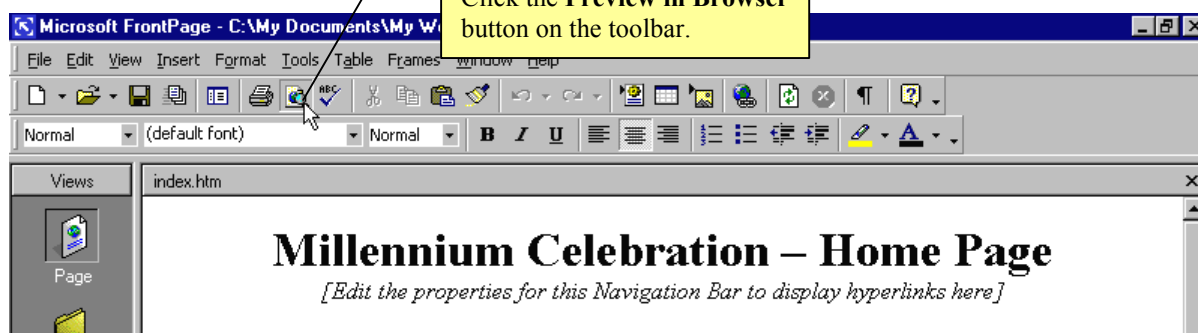 Click the Preview in Browser
button on the toolbar.
Microsoft FrontPage - C:\My Documents\My W
File Edit View Insert Format Tools Table Frames Window Help
ABC
Normal (default font) Normal B I U A
Views index.htm
Millennium Celebration – Home Page
[Edit the properties for this Navigation Bar to display hyperlinks here]
Page